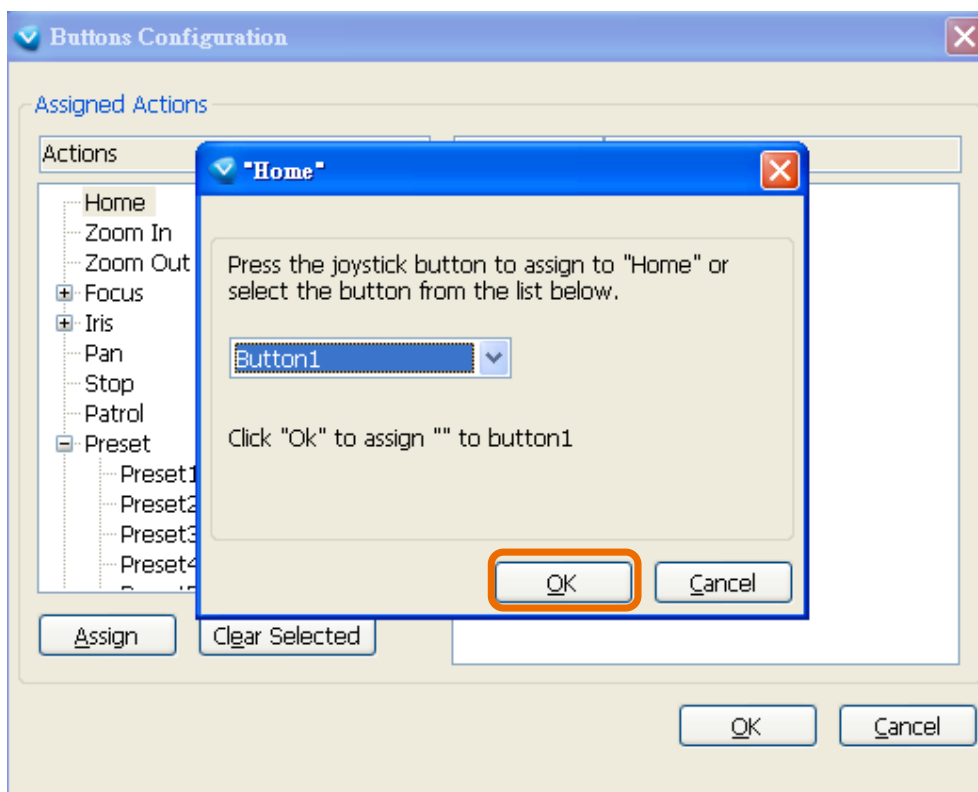 Buttons Configuration
Assigned Actions
Actions
Home
Zoom In
Zoom Out
Focus
Iris
Pan
Stop
Patrol
Preset
Preset1
Preset2
Preset3
Preset4
"Home"
Press the joystick button to assign to "Home" or
select the button from the list below.
Button1
Click "Ok" to assign "" to button1
OK
Cancel
Assign
Clear Selected
OK
Cancel